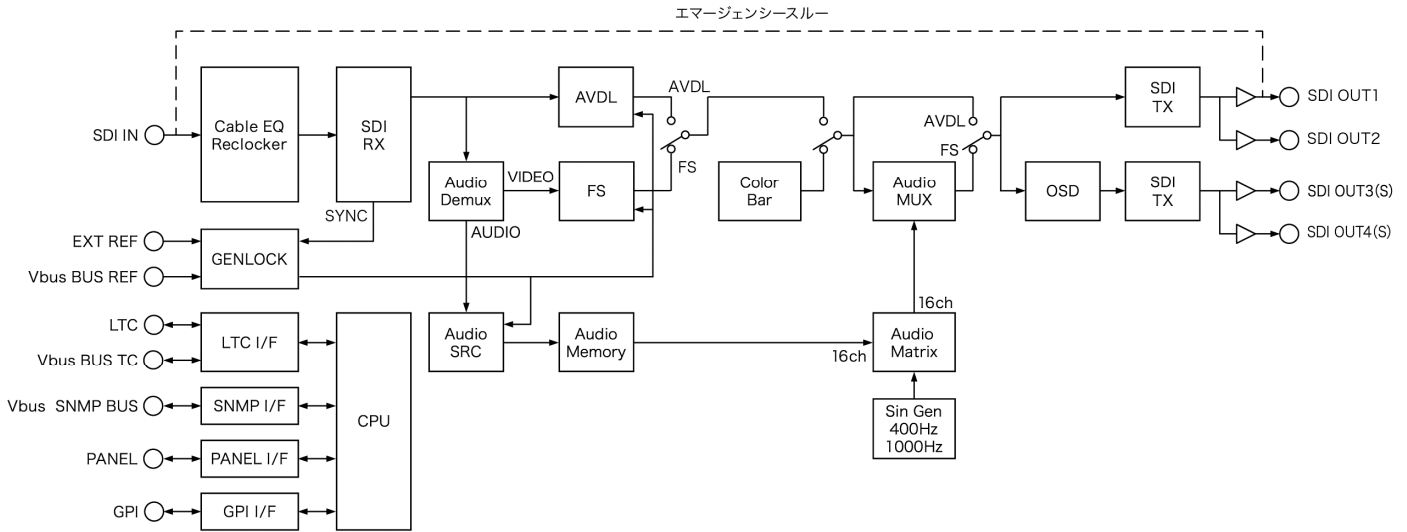 エマージェンシースルー
SDI IN
Cable EQ
Reclocker
SDI
RX
AVDL
AVDL
FS
VIDEO
Audio
Demux
FS
SYNC
AUDIO
Color
Bar
AVDL
FS
Audio
MUX
OSD
SDI
TX
SDI
TX
SDI OUT1
SDI OUT2
SDI OUT3(S)
SDI OUT4(S)
EXT REF
Vbus BUS REF
GENLOCK
LTC
Vbus BUS TC
LTC I/F
Vbus SNMP BUS
SNMP I/F
PANEL
PANEL I/F
GPI
GPI I/F
CPU
Audio
SRC
Audio
Memory
16ch
16ch
Audio
Matrix
Sin Gen
400Hz
1000Hz